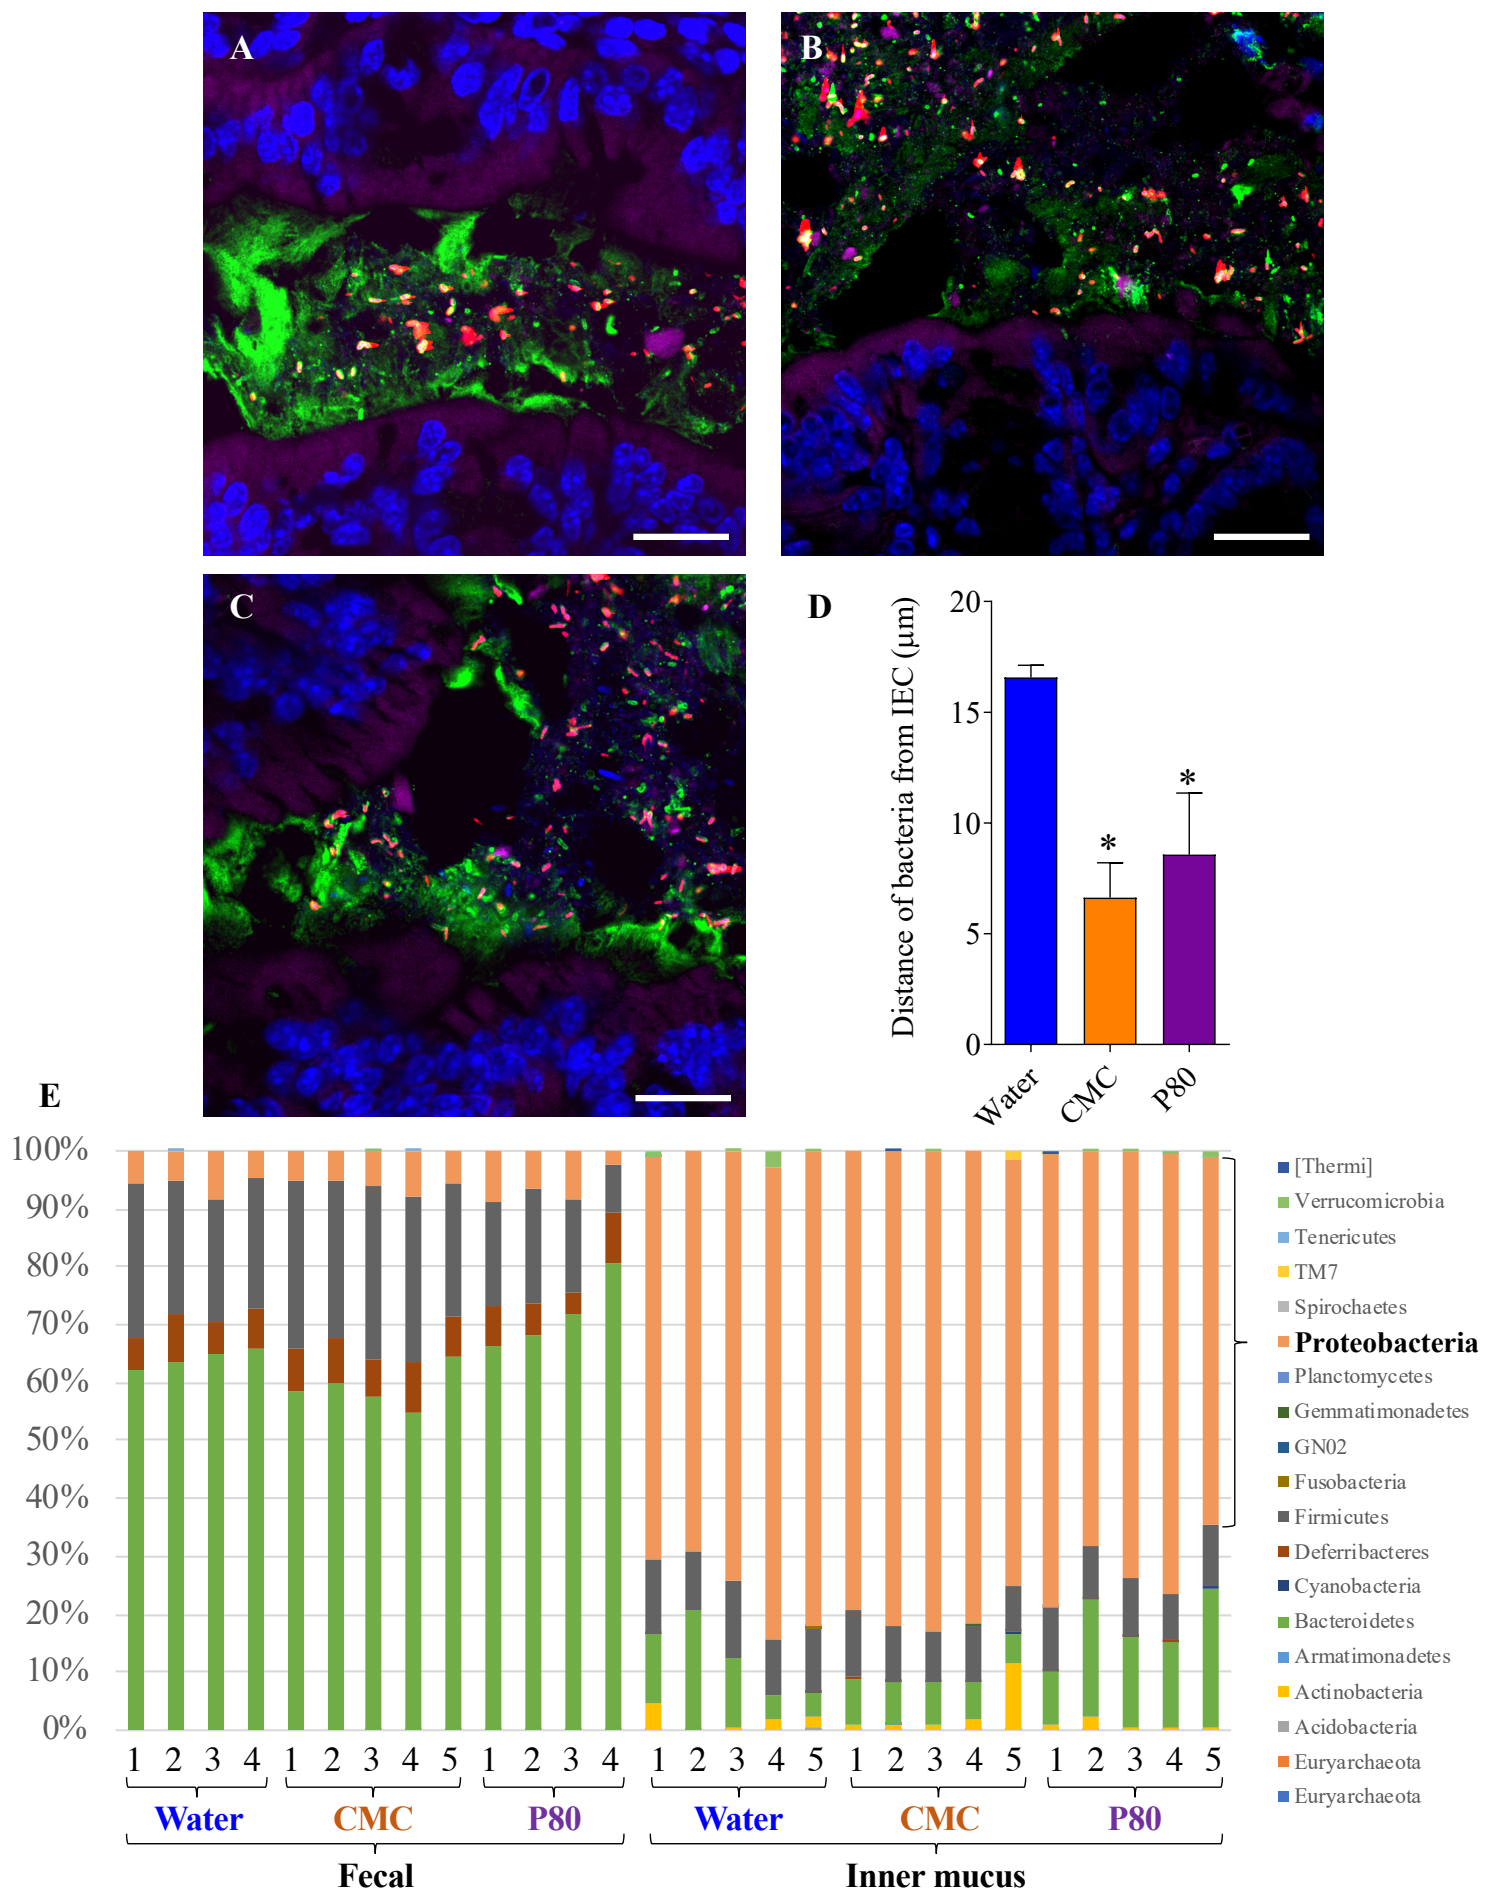 A
B
C
D
Distance of bacteria from IEC (μm)
20
15
10
5
0
Water
CMC
P80
E
100%
90%
80%
70%
60%
50%
40%
30%
20%
10%
0%
1 2 3 4 1 2 3 4 5 1 2 3 4 1 2 3 4 5 1 2 3 4 5 1 2 3 4 5
Water CMC P80 Water CMC P80
Fecal Inner mucus
[Thermi]
Verrucomicrobia
Tenericutes
TM7
Spirochaetes
Proteobacteria
Planctomycetes
Gemmatimonadetes
GN02
Fusobacteria
Firmicutes
Deferribacteres
Cyanobacteria
Bacteroidetes
Armatimonadetes
Actinobacteria
Acidobacteria
Euryarchaeota
Euryarchaeota